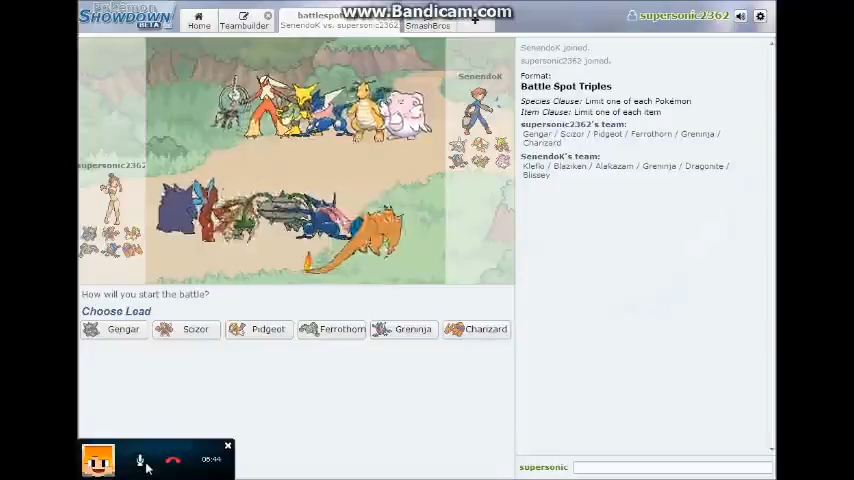 www.Bandicam.com
Pokémon
SHOWDOWN
BETA
Home
Teambuilder
battlespot
SenendoK vs. supersonic2362
SmashBros
supersonic2362
SenendoK
supersonic2362
How will you start the battle?
Choose Lead
Gengar
Scizor
Pidgeot
Ferrothorn
Greninja
Charizard
SenendoK joined.
supersonic2362 joined.
Format:
Battle Spot Triples
Species Clause: Limit one of each Pokémon
Item Clause: Limit one of each item
supersonic2362's team:
Gengar / Scizor / Pidgeot / Ferrothorn / Greninja /
Charizard
SenendoK's team:
Klefki / Blaziken / Alakazam / Greninja / Dragonite /
Blissey
supersonic